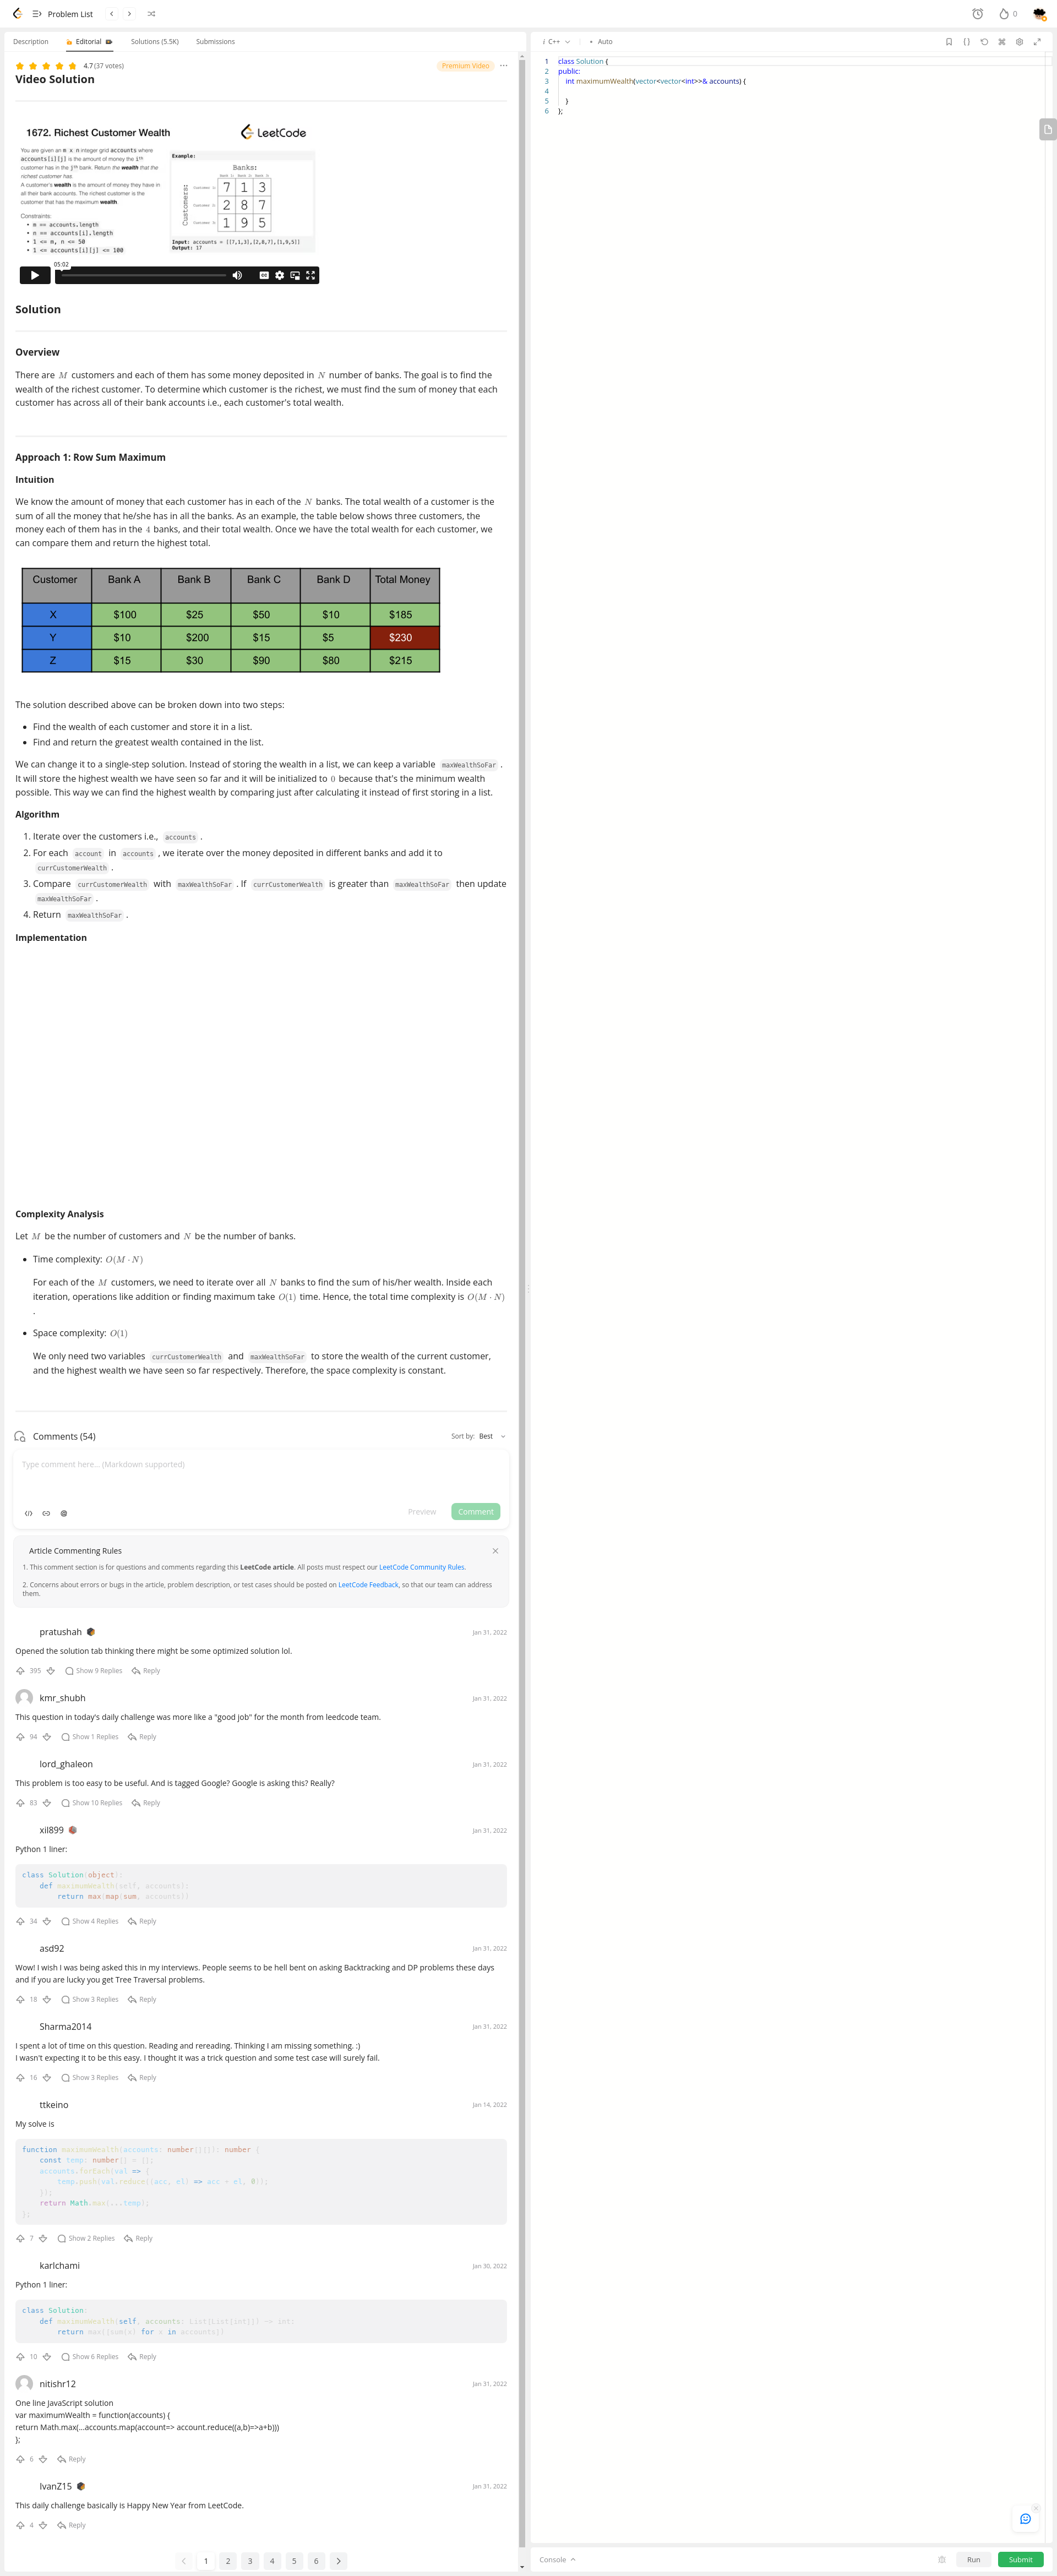 Problem List
0
Description
Editorial
Solutions (5.5K)
Submissions
4.7 (37 votes)
Premium Video
Video Solution
1672. Richest Customer Wealth
LeetCode
You are given an m x n integer grid accounts where
accounts[i][j] is the amount of money the ith
customer has in the jth bank. Return the wealth that the
richest customer has.
A customer's wealth is the amount of money they have in
all their bank accounts. The richest customer is the
customer that has the maximum wealth.
Constraints:
• m == accounts.length
• n == accounts[i].length
• 1 <= m, n <= 50
• 1 <= accounts[i][j] <= 100
Example:
Banks:
Customers:
7 1 3
2 8 7
1 9 5
Input: accounts = [[7,1,3],[2,8,7],[1,9,5]]
Output: 17
05:02
Solution
Overview
There are M customers and each of them has some money deposited in N number of banks. The goal is to find the
wealth of the richest customer. To determine which customer is the richest, we must find the sum of money that each
customer has across all of their bank accounts i.e., each customer's total wealth.
Approach 1: Row Sum Maximum
Intuition
We know the amount of money that each customer has in each of the N banks. The total wealth of a customer is the
sum of all the money that he/she has in all the banks. As an example, the table below shows three customers, the
money each of them has in the 4 banks, and their total wealth. Once we have the total wealth for each customer, we
can compare them and return the highest total.
Customer Bank A Bank B Bank C Bank D Total Money
X $100 $25 $50 $10 $185
Y $10 $200 $15 $5 $230
Z $15 $30 $90 $80 $215
The solution described above can be broken down into two steps:
• Find the wealth of each customer and store it in a list.
• Find and return the greatest wealth contained in the list.
We can change it to a single-step solution. Instead of storing the wealth in a list, we can keep a variable maxWealthSoFar .
It will store the highest wealth we have seen so far and it will be initialized to 0 because that's the minimum wealth
possible. This way we can find the highest wealth by comparing just after calculating it instead of first storing in a list.
Algorithm
1. Iterate over the customers i.e., accounts .
2. For each account in accounts , we iterate over the money deposited in different banks and add it to
currCustomerWealth .
3. Compare currCustomerWealth with maxWealthSoFar . If currCustomerWealth is greater than maxWealthSoFar then update
maxWealthSoFar .
4. Return maxWealthSoFar .
Implementation
Complexity Analysis
Let M be the number of customers and N be the number of banks.
• Time complexity: O(M · N)
For each of the M customers, we need to iterate over all N banks to find the sum of his/her wealth. Inside each
iteration, operations like addition or finding maximum take O(1) time. Hence, the total time complexity is O(M · N)
.
• Space complexity: O(1)
We only need two variables currCustomerWealth and maxWealthSoFar to store the wealth of the current customer,
and the highest wealth we have seen so far respectively. Therefore, the space complexity is constant.
Comments (54)
Sort by: Best
Type comment here... (Markdown supported)
Preview
Comment
Article Commenting Rules
1. This comment section is for questions and comments regarding this LeetCode article. All posts must respect our LeetCode Community Rules.
2. Concerns about errors or bugs in the article, problem description, or test cases should be posted on LeetCode Feedback, so that our team can address
them.
pratushah
Jan 31, 2022
Opened the solution tab thinking there might be some optimized solution lol.
395 Show 9 Replies Reply
kmr_shubh
Jan 31, 2022
This question in today's daily challenge was more like a "good job" for the month from leedcode team.
94 Show 1 Replies Reply
lord_ghaleon
Jan 31, 2022
This problem is too easy to be useful. And is tagged Google? Google is asking this? Really?
83 Show 10 Replies Reply
xil899
Jan 31, 2022
Python 1 liner:
class Solution(object):
def maximumWealth(self, accounts):
return max(map(sum, accounts))
34 Show 4 Replies Reply
asd92
Jan 31, 2022
Wow! I wish I was being asked this in my interviews. People seems to be hell bent on asking Backtracking and DP problems these days
and if you are lucky you get Tree Traversal problems.
18 Show 3 Replies Reply
Sharma2014
Jan 31, 2022
I spent a lot of time on this question. Reading and rereading. Thinking I am missing something. :)
I wasn't expecting it to be this easy. I thought it was a trick question and some test case will surely fail.
16 Show 3 Replies Reply
ttkeino
Jan 14, 2022
My solve is
function maximumWealth(accounts: number[][]): number {
const temp: number[] = [];
accounts.forEach(val => {
temp.push(val.reduce((acc, el) => acc + el, 0));
});
return Math.max(...temp);
};
7 Show 2 Replies Reply
karlchami
Jan 30, 2022
Python 1 liner:
class Solution:
def maximumWealth(self, accounts: List[List[int]]) -> int:
return max([sum(x) for x in accounts])
10 Show 6 Replies Reply
nitishr12
Jan 31, 2022
One line JavaScript solution
var maximumWealth = function(accounts) {
return Math.max(...accounts.map(account=> account.reduce((a,b)=>a+b)))
};
6 Reply
IvanZ15
Jan 31, 2022
This daily challenge basically is Happy New Year from LeetCode.
4 Reply
1 2 3 4 5 6
i C++
• Auto
1 class Solution {
2 public:
3 int maximumWealth(vector<vector<int>>& accounts) {
4
5 }
6 };
Console
Run
Submit